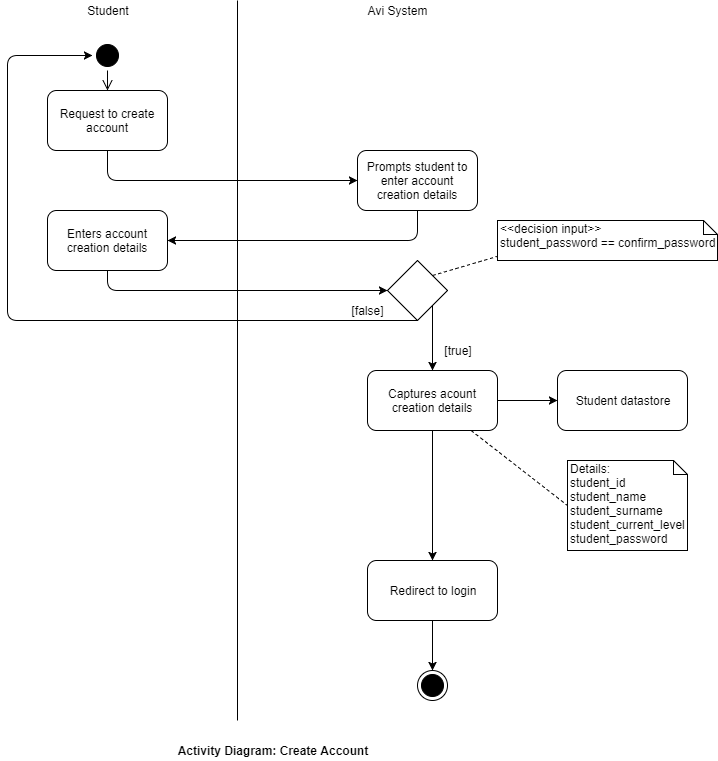 Student
Avi System
Request to create
account
Prompts student to
enter account
creation details
Enters account
creation details
<<decision input>>
student_password == confirm_password
[false]
[true]
Captures acount
creation details
Student datastore
Details:
student_id
student_name
student_surname
student_current_level
student_password
Redirect to login
Activity Diagram: Create Account